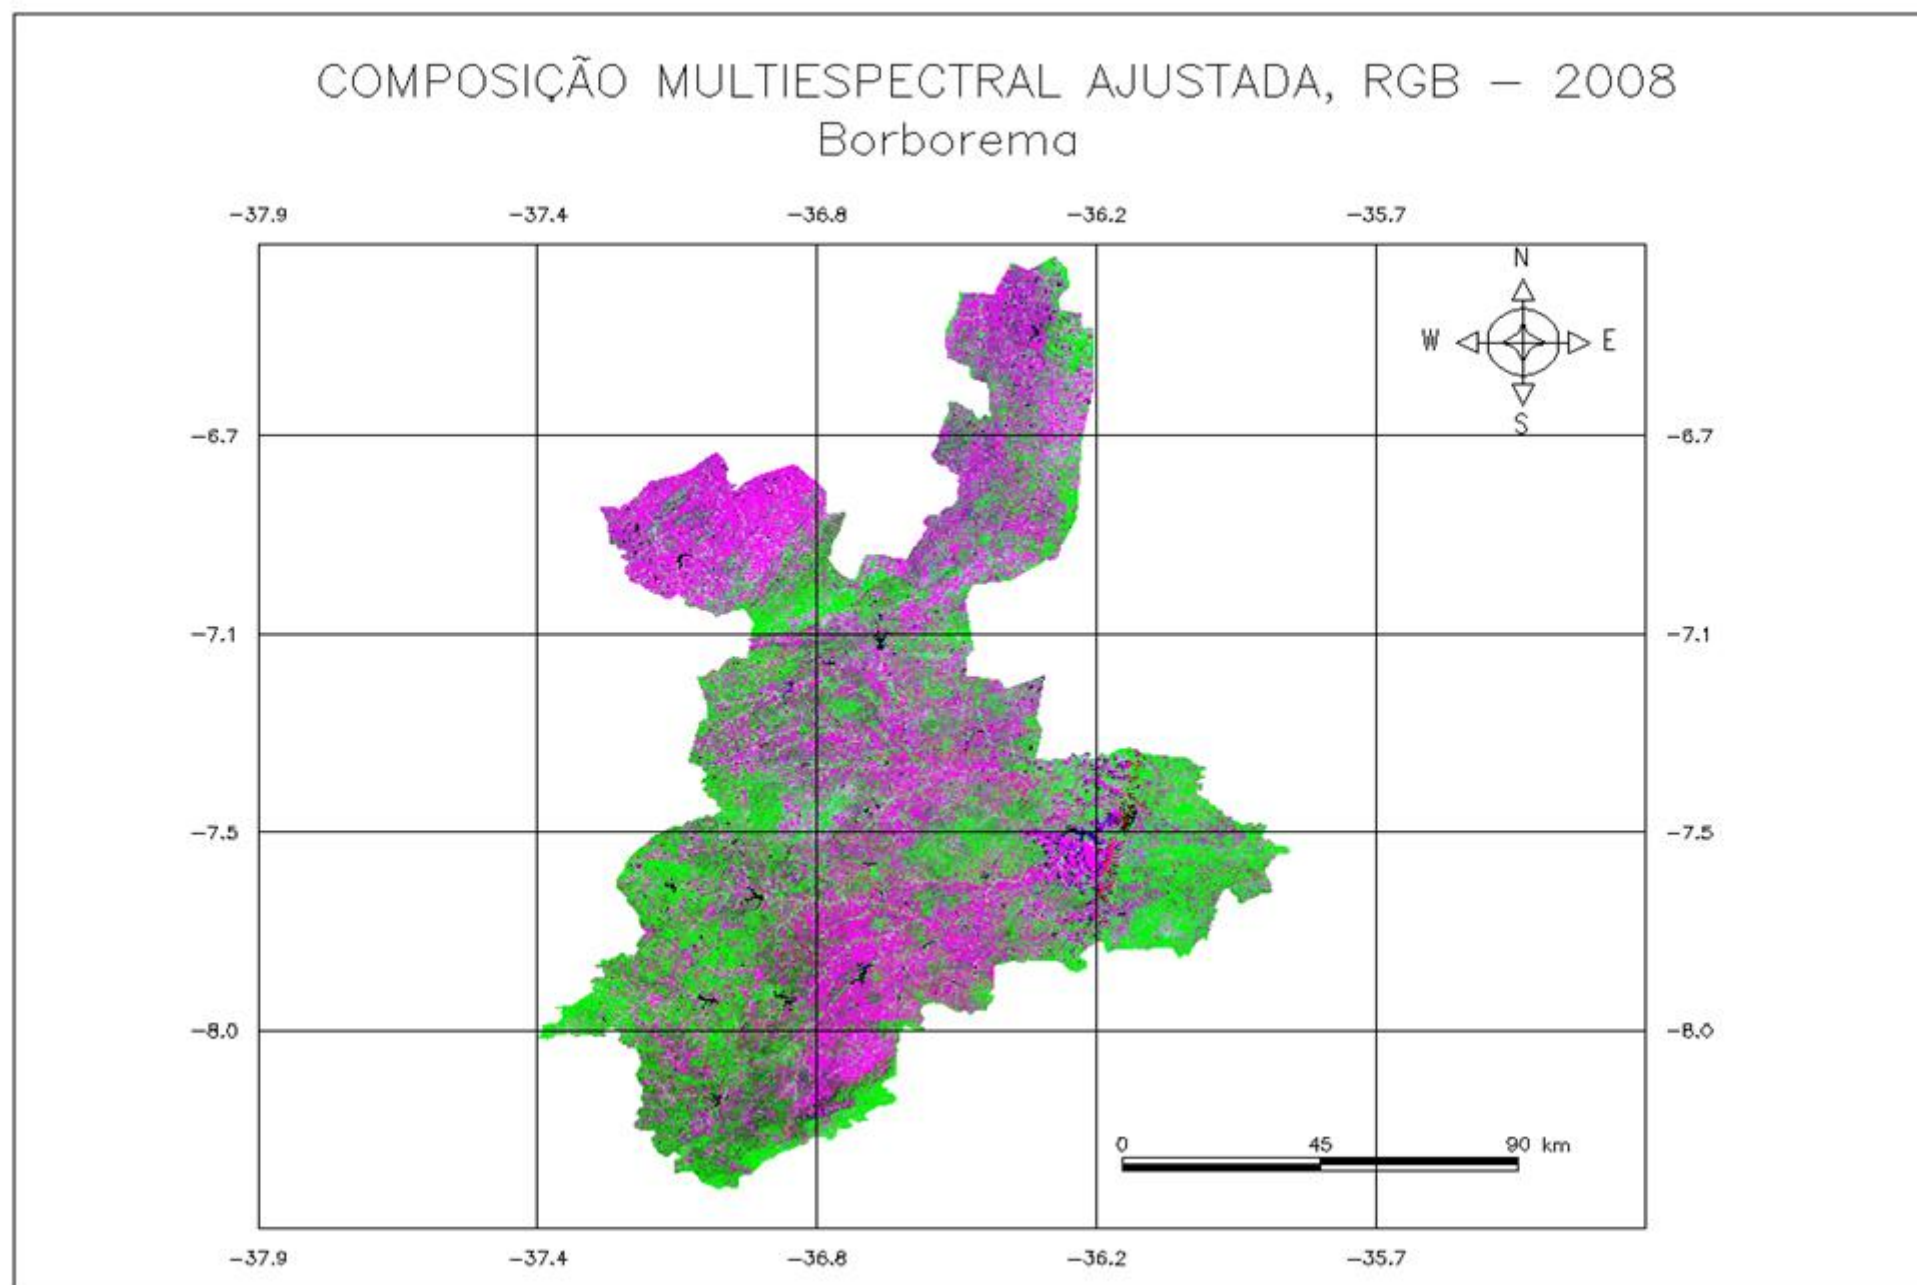 COMPOSIÇÃO MULTIESPECTRAL AJUSTADA, RGB – 2008
Borborema
-37.9 -37.4 -36.8 -36.2 -35.7
N
W E
S
-6.7 -6.7
-7.1 -7.1
-7.5 -7.5
-8.0 -8.0
0 45 90 km
-37.9 -37.4 -36.8 -36.2 -35.7